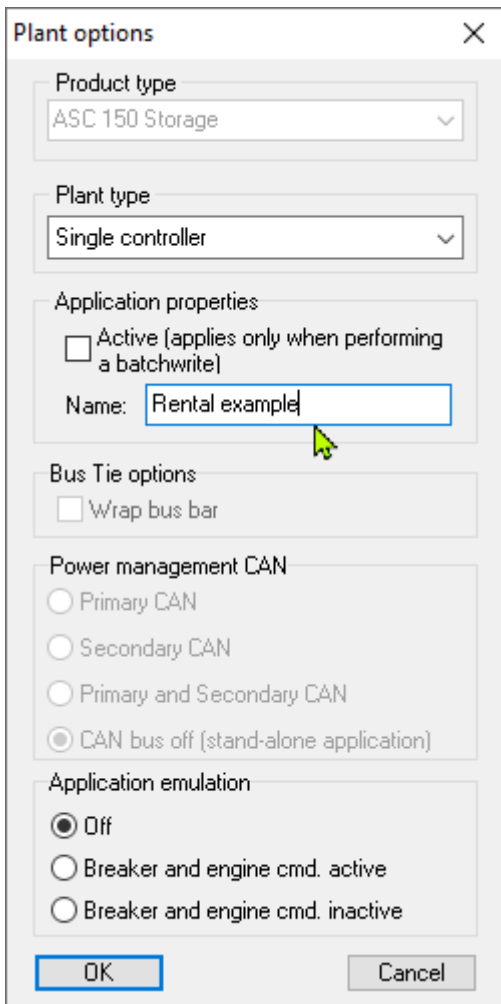 Plant options
Product type
ASC 150 Storage
Plant type
Single controller
Application properties
Active (applies only when performing
a batchwrite)
Name: Rental example
Bus Tie options
Wrap bus bar
Power management CAN
Primary CAN
Secondary CAN
Primary and Secondary CAN
CAN bus off (stand-alone application)
Application emulation
Off
Breaker and engine cmd. active
Breaker and engine cmd. inactive
OK Cancel